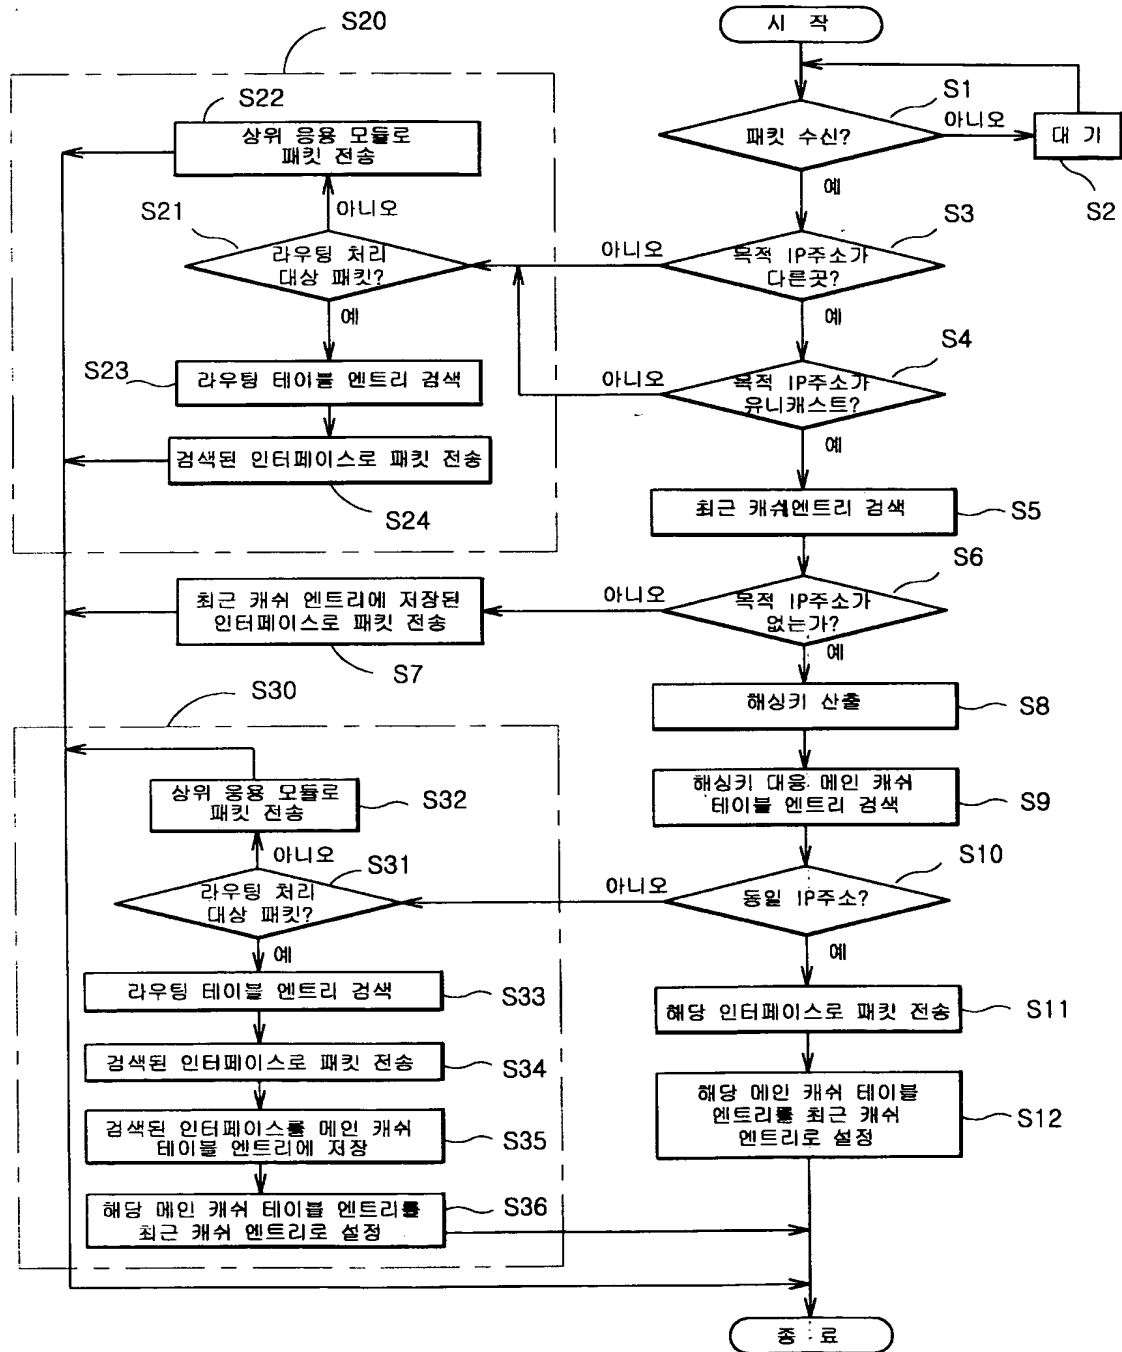 시 작
S1
패킷 수신?
아니오
대 기
S2
예
S3
목적 IP주소가
다른곳?
아니오
예
S4
목적 IP주소가
유니캐스트?
아니오
예
최근 캐쉬엔트리 검색
S5
S6
목적 IP주소가
없는가?
아니오
예
최근 캐쉬 엔트리에 저장된
인터페이스로 패킷 전송
S7
해싱키 산출
S8
해싱키 대응 메인 캐쉬
테이블 엔트리 검색
S9
S10
동일 IP주소?
아니오
예
해당 인터페이스로 패캇 전송
S11
해당 메인 캐쉬 테이블
엔트리를 최근 캐쉬
엔트리로 설정
S12
S20
S22
상위 응용 모듈로
패킷 전송
아니오
S21
라우팅 처리
대상 패킷?
예
S23
라우팅 테이블 엔트리 검색
검색된 인터페이스로 패킷 전송
S24
S30
상위 응용 모듈로
패킷 전송
S32
아니오
S31
라우팅 처리
대상 패킷?
예
라우팅 테이블 엔트리 검색
S33
검색된 인터페이스로 패킷 전송
S34
검색된 인터페이스를 메인 캐쉬
테이블 엔트리에 저장
S35
해당 메인 캐쉬 테이블 엔트리를
최근 캐쉬 엔트리로 설정
S36
종 료